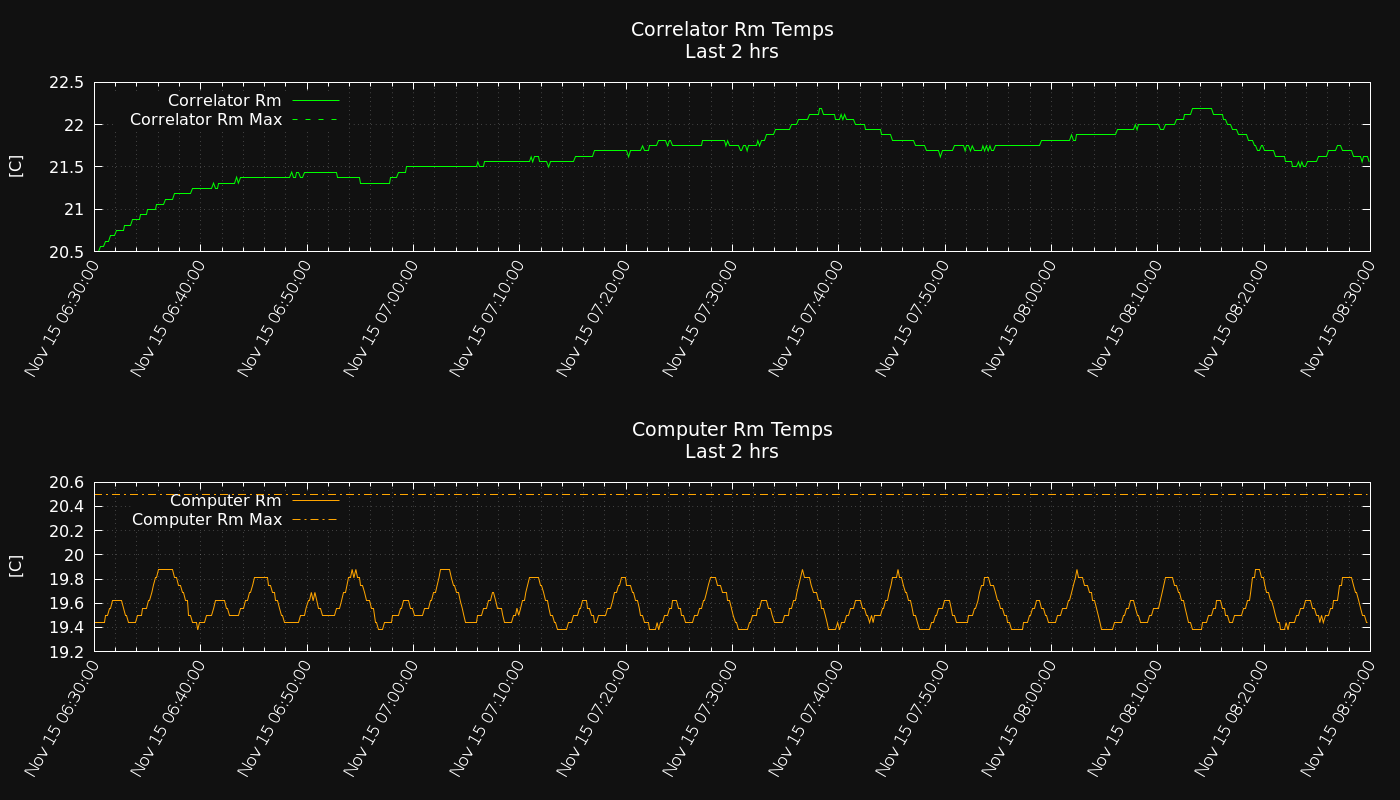 Correlator Rm Temps
Last 2 hrs
22.5
22
21.5
21
20.5
[C]
Correlator Rm
Correlator Rm Max
Nov 15 06:30:00
Nov 15 06:40:00
Nov 15 06:50:00
Nov 15 07:00:00
Nov 15 07:10:00
Nov 15 07:20:00
Nov 15 07:30:00
Nov 15 07:40:00
Nov 15 07:50:00
Nov 15 08:00:00
Nov 15 08:10:00
Nov 15 08:20:00
Nov 15 08:30:00
Computer Rm Temps
Last 2 hrs
20.6
20.4
20.2
20
19.8
19.6
19.4
19.2
[C]
Computer Rm
Computer Rm Max
Nov 15 06:30:00
Nov 15 06:40:00
Nov 15 06:50:00
Nov 15 07:00:00
Nov 15 07:10:00
Nov 15 07:20:00
Nov 15 07:30:00
Nov 15 07:40:00
Nov 15 07:50:00
Nov 15 08:00:00
Nov 15 08:10:00
Nov 15 08:20:00
Nov 15 08:30:00